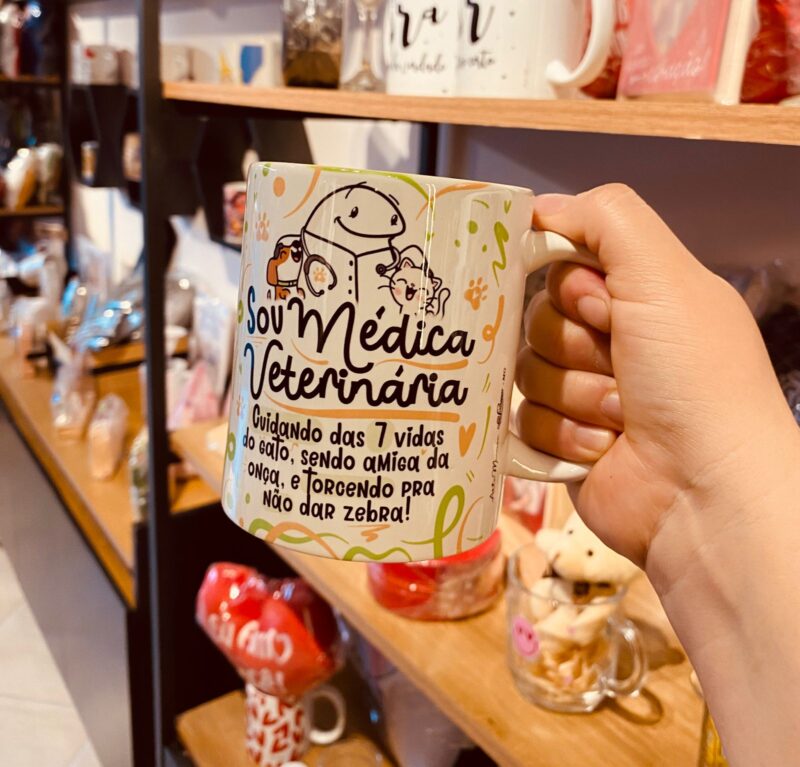 Sou Médica
Veterinária
Cuidando das 7 vidas
do gato, sendo amiga da
onça, e torcendo pra
não dar zebra!